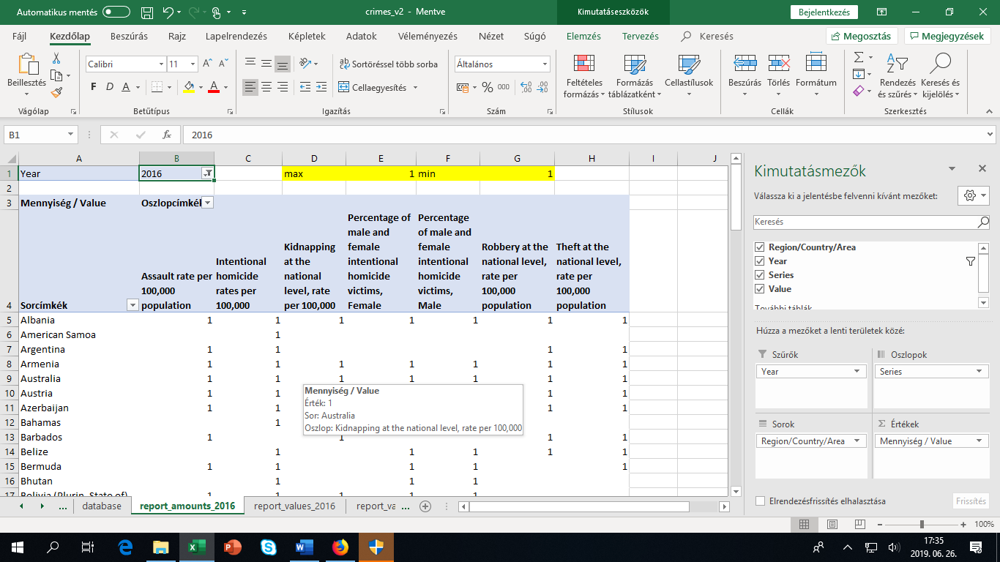 Automatikus mentés
crimes_v2 - Mentve
Kimutatáseszközök
Bejelentkezés
Fájl Kezdőlap Beszúrás Rajz Lapelrendezés Képletek Adatok Véleményezés Nézet Súgó Elemzés Tervezés Keresés Megosztás Megjegyzések
Beillesztés
Calibri 11
F D A A
Sortöréssel több sorba
Cellaegyesítés
Általános
% 000
Feltételes formázás
Formázás táblázatként
Cellastílusok
Beszúrás Törlés Formátum
Rendezés és szűrés
Keresés és kijelölés
Vágólap Betűtípus Igazítás Szám Stílusok Cellák Szerkesztés
B1 fx 2016
A B C D E F G H I J
1 Year 2016 max 1 min 1
2
3 Mennyiség / Value Oszlopcímkék
4 Sorcímkék
Assault rate per 100,000 population
Intentional homicide rates per 100,000
Kidnapping at the national level, rate per 100,000
Percentage of male and female intentional homicide victims, Female
Percentage of male and female intentional homicide victims, Male
Robbery at the national level, rate per 100,000 population
Theft at the national level, rate per 100,000 population
5 Albania 1 1 1 1 1 1 1
6 American Samoa 1
7 Argentina 1 1 1 1
8 Armenia 1 1 1 1 1 1 1
9 Australia 1 1 1 1 1 1 1
10 Austria 1 1 1 1
11 Azerbaijan 1 1 1 1
12 Bahamas 1
13 Barbados 1 1 1 1
14 Belize 1 1 1 1 1
15 Bermuda 1 1 1 1 1
16 Bhutan 1 1 1
17 Bolivia (Plurin. State of) 1 1 1 1 1
Mennyiség / Value
Érték: 1
Sor: Australia
Oszlop: Kidnapping at the national level, rate per 100,000
... database report_amounts_2016 report_values_2016 report_va ...
Kimutatásmezők
Válassza ki a jelentésbe felvenni kívánt mezőket:
Keresés
Region/Country/Area
Year
Series
Value
További táblák
Húzza a mezőket a lenti területek közé:
Szűrők
Year
Oszlopok
Series
Sorok
Region/Country/Area
Értékek
Mennyiség / Value
Elrendezésfrissítés elhalasztása
Frissítés
100%
17:35
2019. 06. 26.